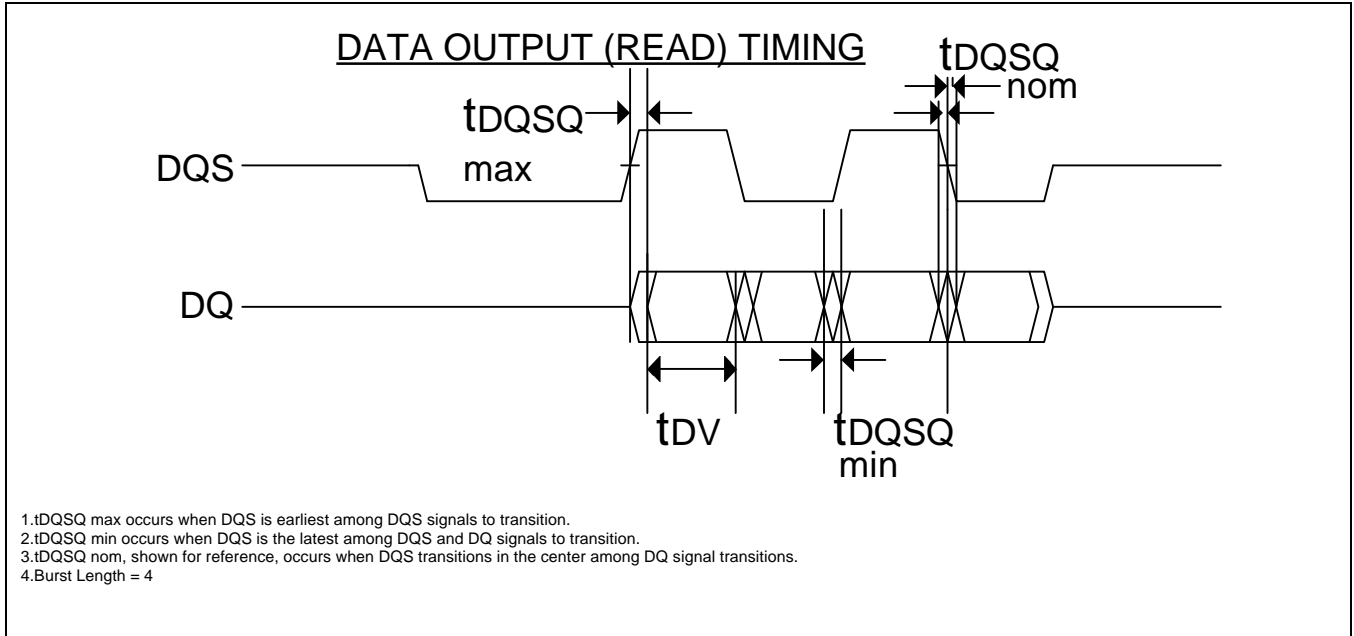 DATA OUTPUT (READ) TIMING
tDQSQ
nom
tDQSQ
max
DQS
DQ
tDV
tDQSQ
min
1.tDQSQ max occurs when DQS is earliest among DQS signals to transition.
2.tDQSQ min occurs when DQS is the latest among DQS and DQ signals to transition.
3.tDQSQ nom, shown for reference, occurs when DQS transitions in the center among DQ signal transitions.
4.Burst Length = 4